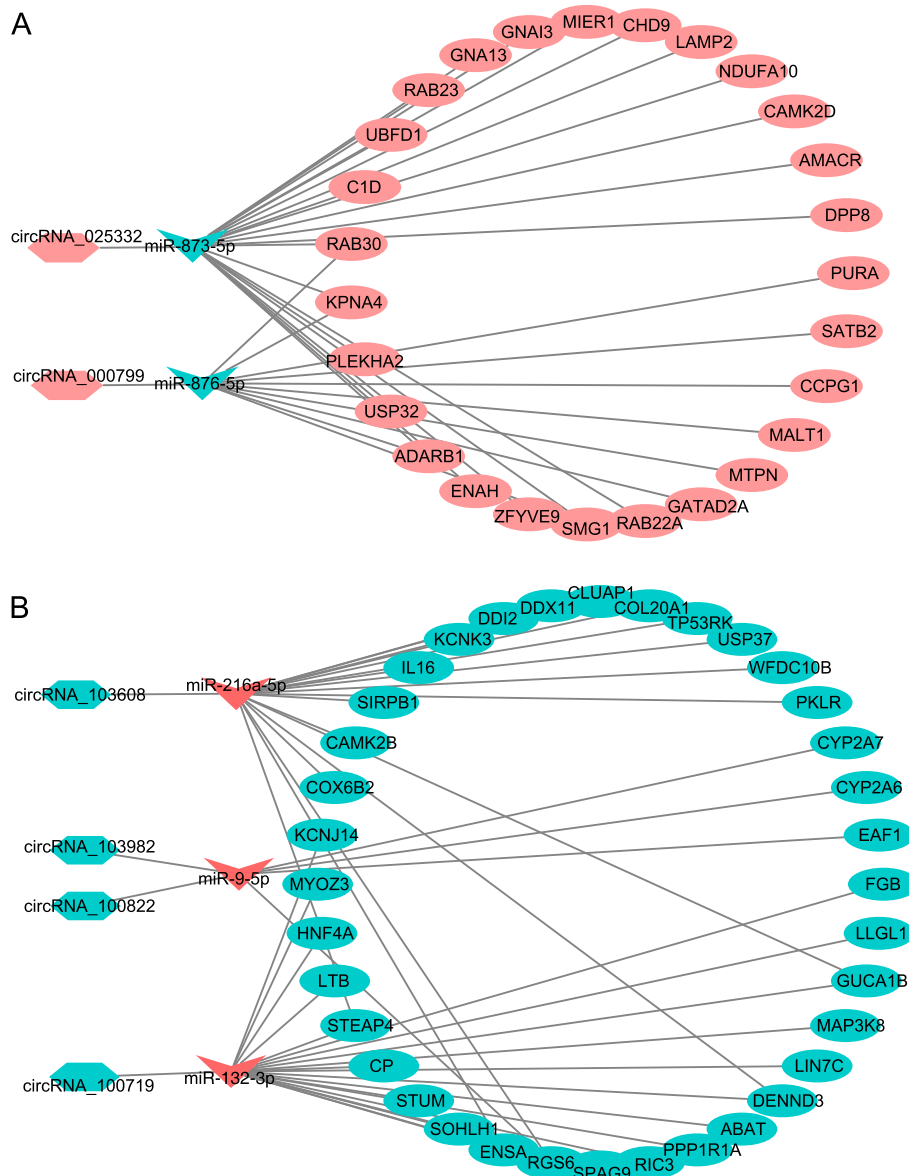 A
MIER1
CHD9
GNAI3
LAMP2
GNA13
NDUFA10
RAB23
CAMK2D
UBFD1
AMACR
C1D
DPP8
circRNA_025332
miR-873-5p
RAB30
PURA
KPNA4
SATB2
PLEKHA2
circRNA_000799
miR-876-5p
CCPG1
USP32
MALT1
ADARB1
MTPN
ENAH
GATAD2A
ZFYVE9
SMG1
RAB22A
B
CLUAP1
DDX11
COL20A1
DDI2
TP53RK
KCNK3
USP37
IL16
WFDC10B
miR-216a-5p
circRNA_103608
SIRPB1
PKLR
CAMK2B
CYP2A7
COX6B2
CYP2A6
KCNJ14
EAF1
circRNA_103982
miR-9-5p
MYOZ3
FGB
circRNA_100822
HNF4A
LLGL1
LTB
GUCA1B
STEAP4
MAP3K8
CP
LIN7C
miR-132-3p
circRNA_100719
STUM
DENND3
SOHLH1
ABAT
ENSA
PPP1R1A
RGS6
RIC3
SPAG9